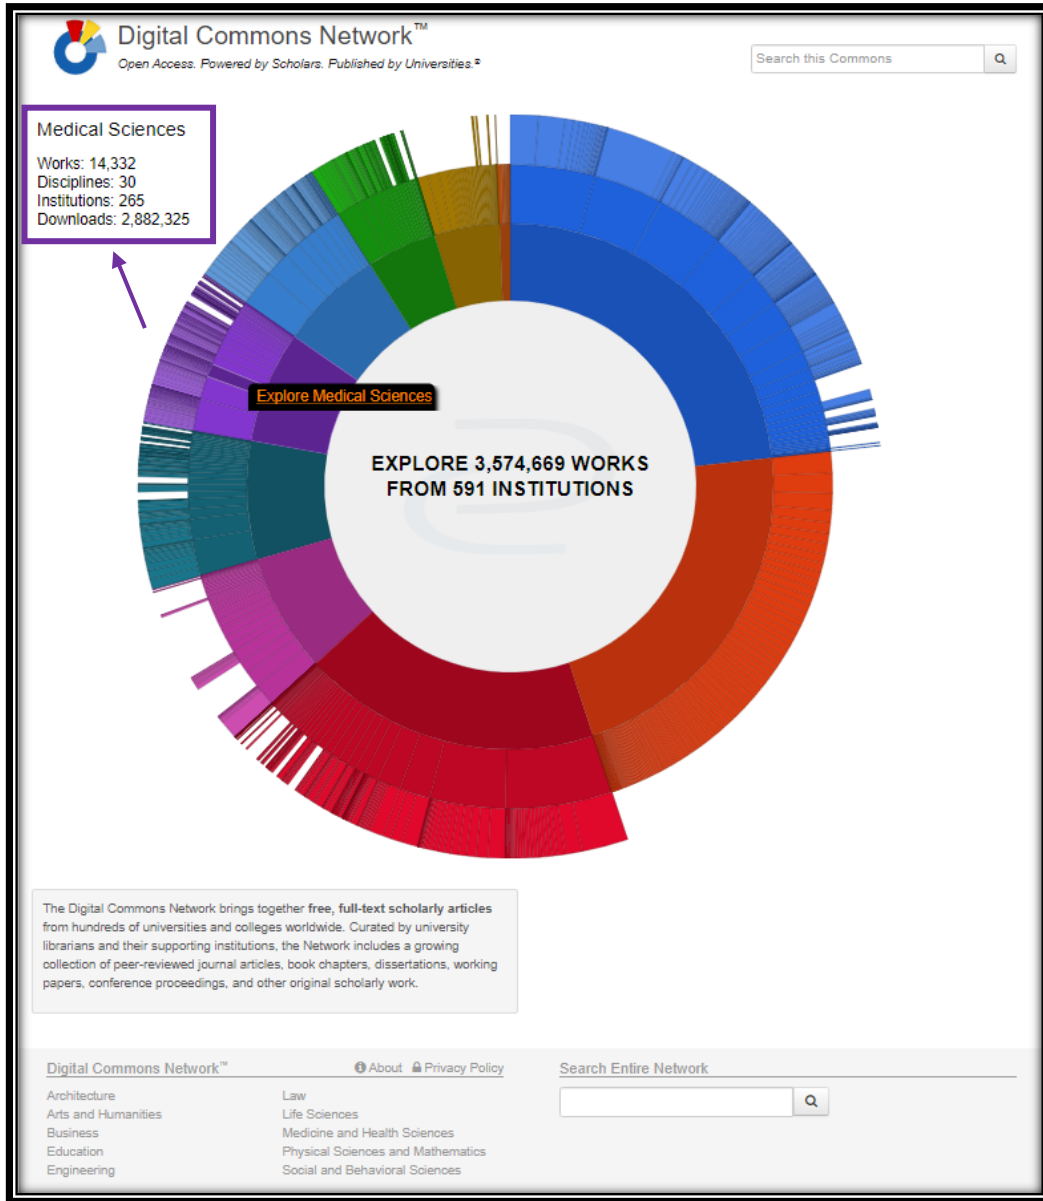 Digital Commons Network™
Open Access. Powered by Scholars. Published by Universities.®
Search this Commons
Medical Sciences
Works: 14,332
Disciplines: 30
Institutions: 265
Downloads: 2,882,325
Explore Medical Sciences
EXPLORE 3,574,669 WORKS
FROM 591 INSTITUTIONS
The Digital Commons Network brings together free, full-text scholarly articles
from hundreds of universities and colleges worldwide. Curated by university
librarians and their supporting institutions, the Network includes a growing
collection of peer-reviewed journal articles, book chapters, dissertations, working
papers, conference proceedings, and other original scholarly work.
Digital Commons Network™
About Privacy Policy
Architecture
Arts and Humanities
Business
Education
Engineering
Law
Life Sciences
Medicine and Health Sciences
Physical Sciences and Mathematics
Social and Behavioral Sciences
Search Entire Network